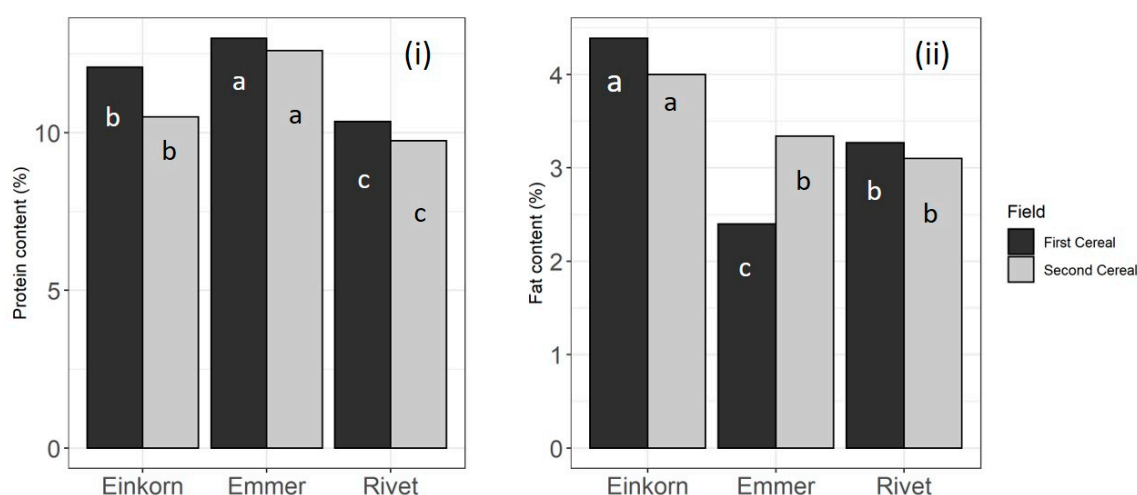 (i)
Protein content (%)
10
5
0
b
b
a
a
c
c
Einkorn Emmer Rivet
(ii)
Fat content (%)
4
3
2
1
0
a
a
c
b
b
b
Einkorn Emmer Rivet
Field
First Cereal
Second Cereal